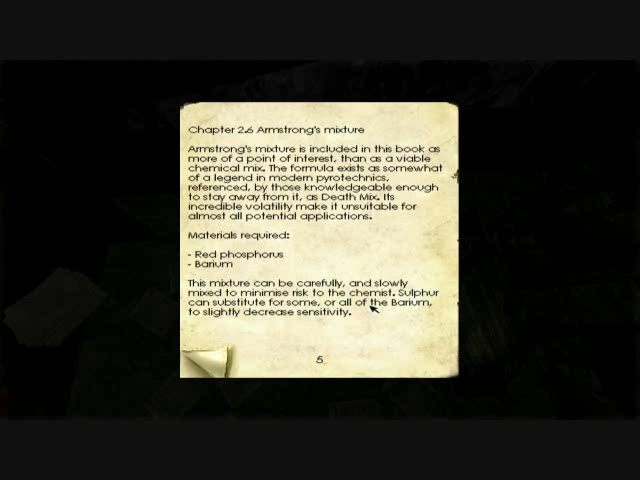 Chapter 2.6 Armstrong's mixture
Armstrong's mixture is included in this book as
more of a point of interest, than as a viable
chemical mix. The formula exists as somewhat
of a legend in modern pyrotechnics,
referenced, by those knowledgeable enough
to stay away from it, as Death Mix. Its
incredible volatility make it unsuitable for
almost all potential applications.
Materials required:
- Red phosphorus
- Barium
This mixture can be carefully, and slowly
mixed to minimise risk to the chemist. Sulphur
can substitute for some, or all of the Barium,
to slightly decrease sensitivity.
5